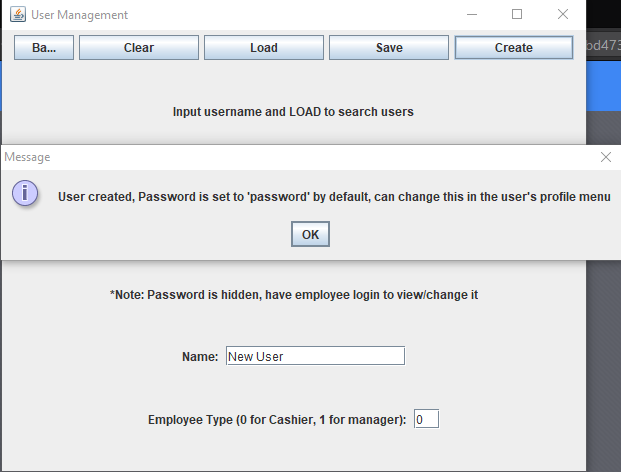 User Management
Ba... Clear Load Save Create
bd473
Input username and LOAD to search users
Message
User created, Password is set to 'password' by default, can change this in the user's profile menu
OK
*Note: Password is hidden, have employee login to view/change it
Name: New User
Employee Type (0 for Cashier, 1 for manager): 0